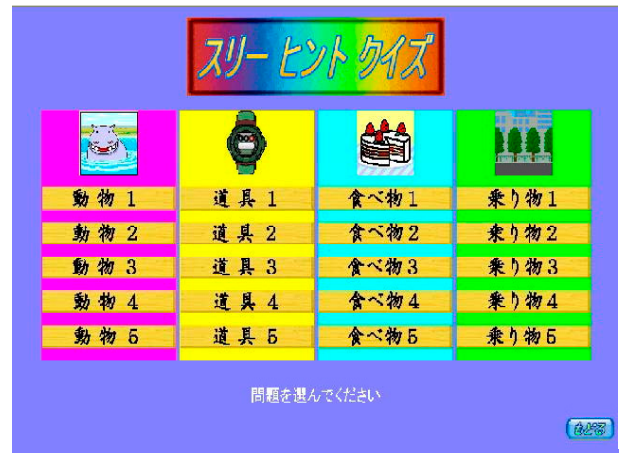 スリー ヒント クイズ
動物 1 道具 1 食べ物 1 乗り物 1
動物 2 道具 2 食べ物 2 乗り物 2
動物 3 道具 3 食べ物 3 乗り物 3
動物 4 道具 4 食べ物 4 乗り物 4
動物 5 道具 5 食べ物 5 乗り物 5
問題を選んでください
もどる